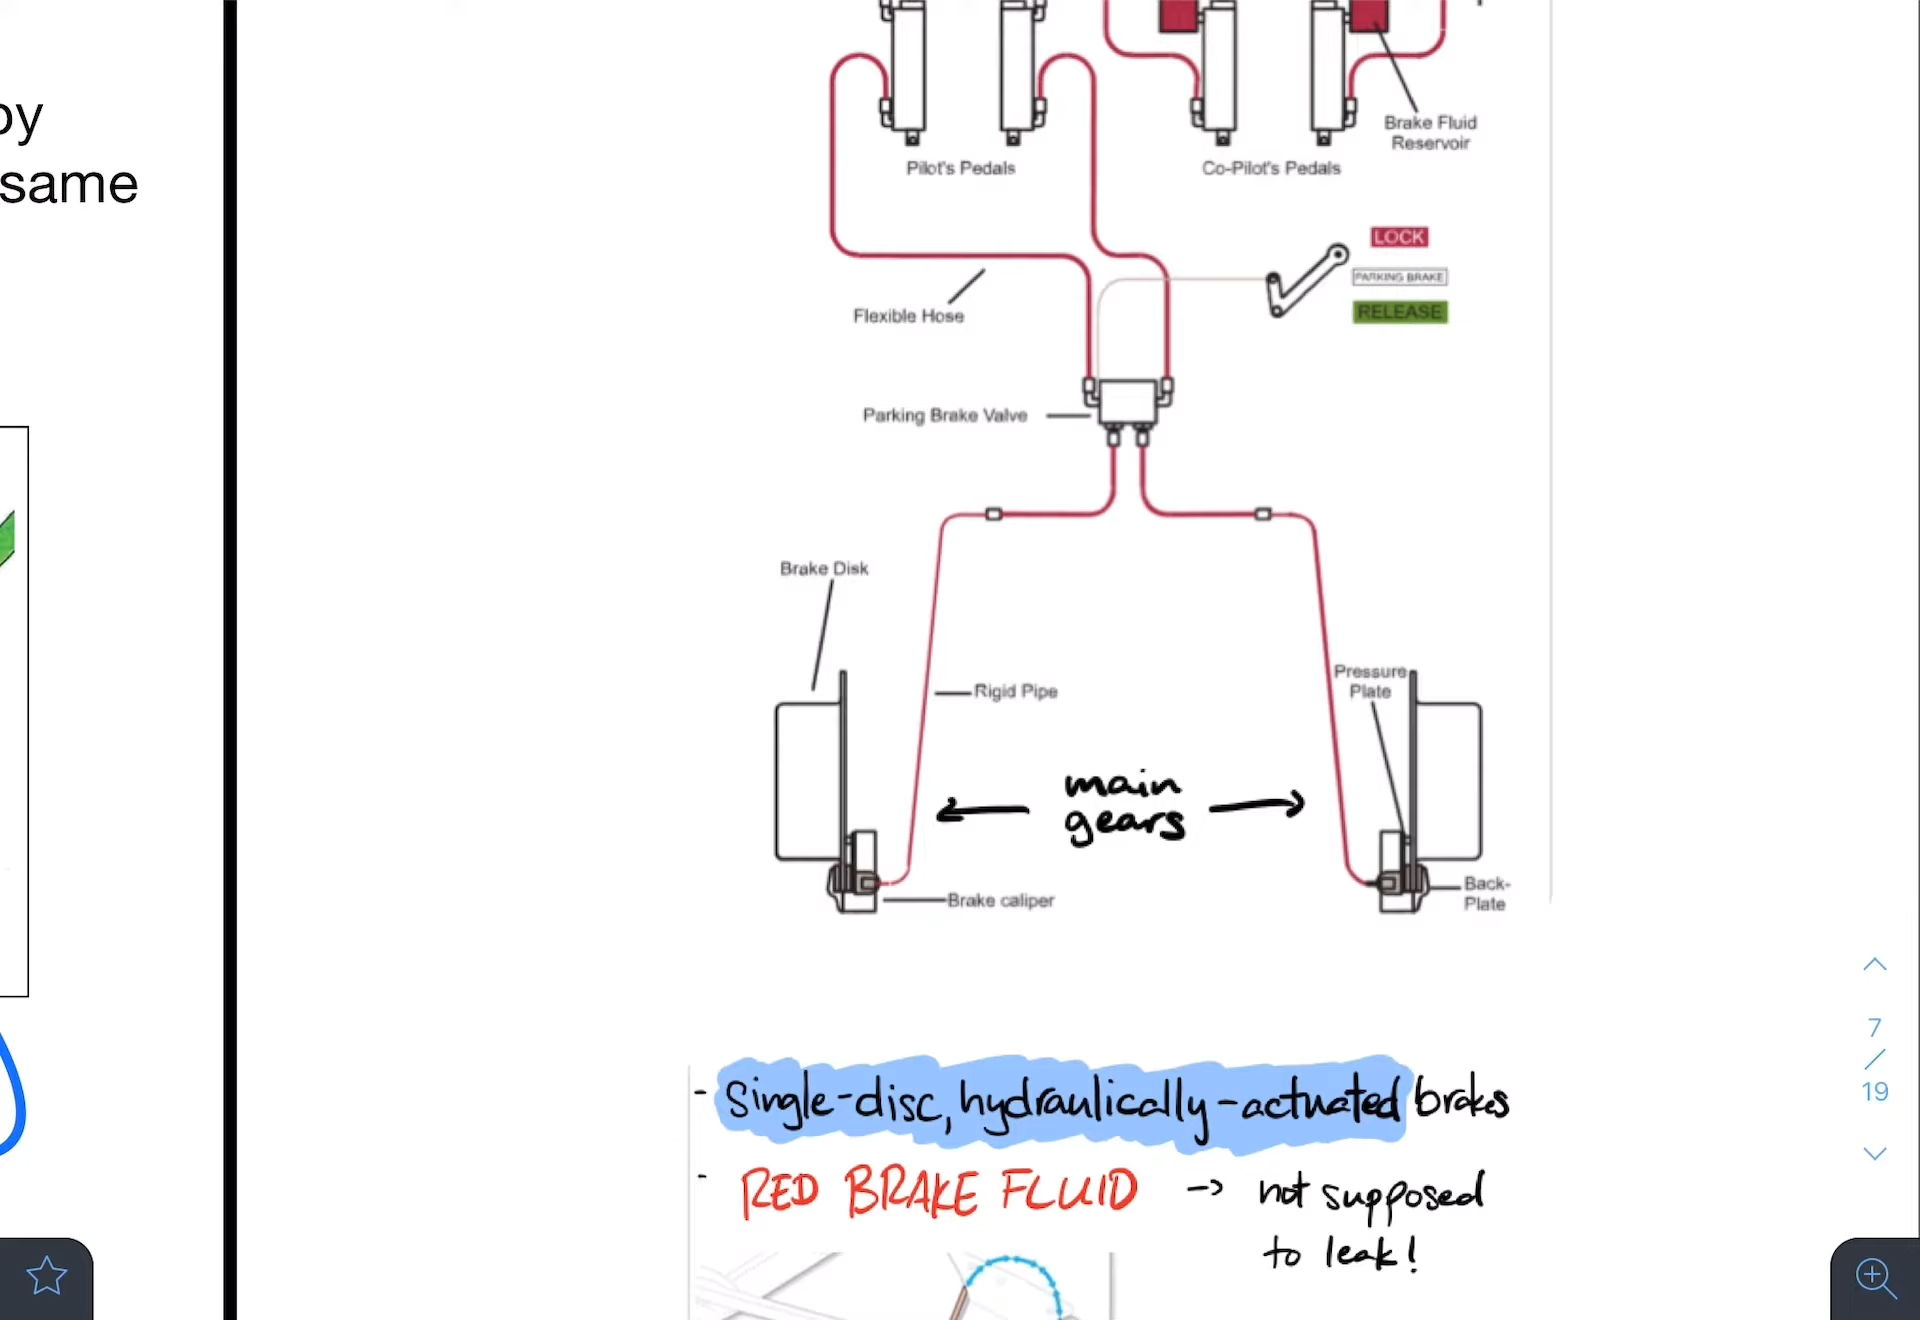 by
same
Brake Fluid
Reservoir
Pilot's Pedals
Co-Pilot's Pedals
LOCK
PARKING BRAKE
RELEASE
Flexible Hose
Parking Brake Valve
Brake Disk
Pressure
Plate
Rigid Pipe
main
gears
Brake caliper
Back-
Plate
7
/
19
- Single-disc, hydraulically-actuated brakes
- RED BRAKE FLUID -> not supposed
to leak!